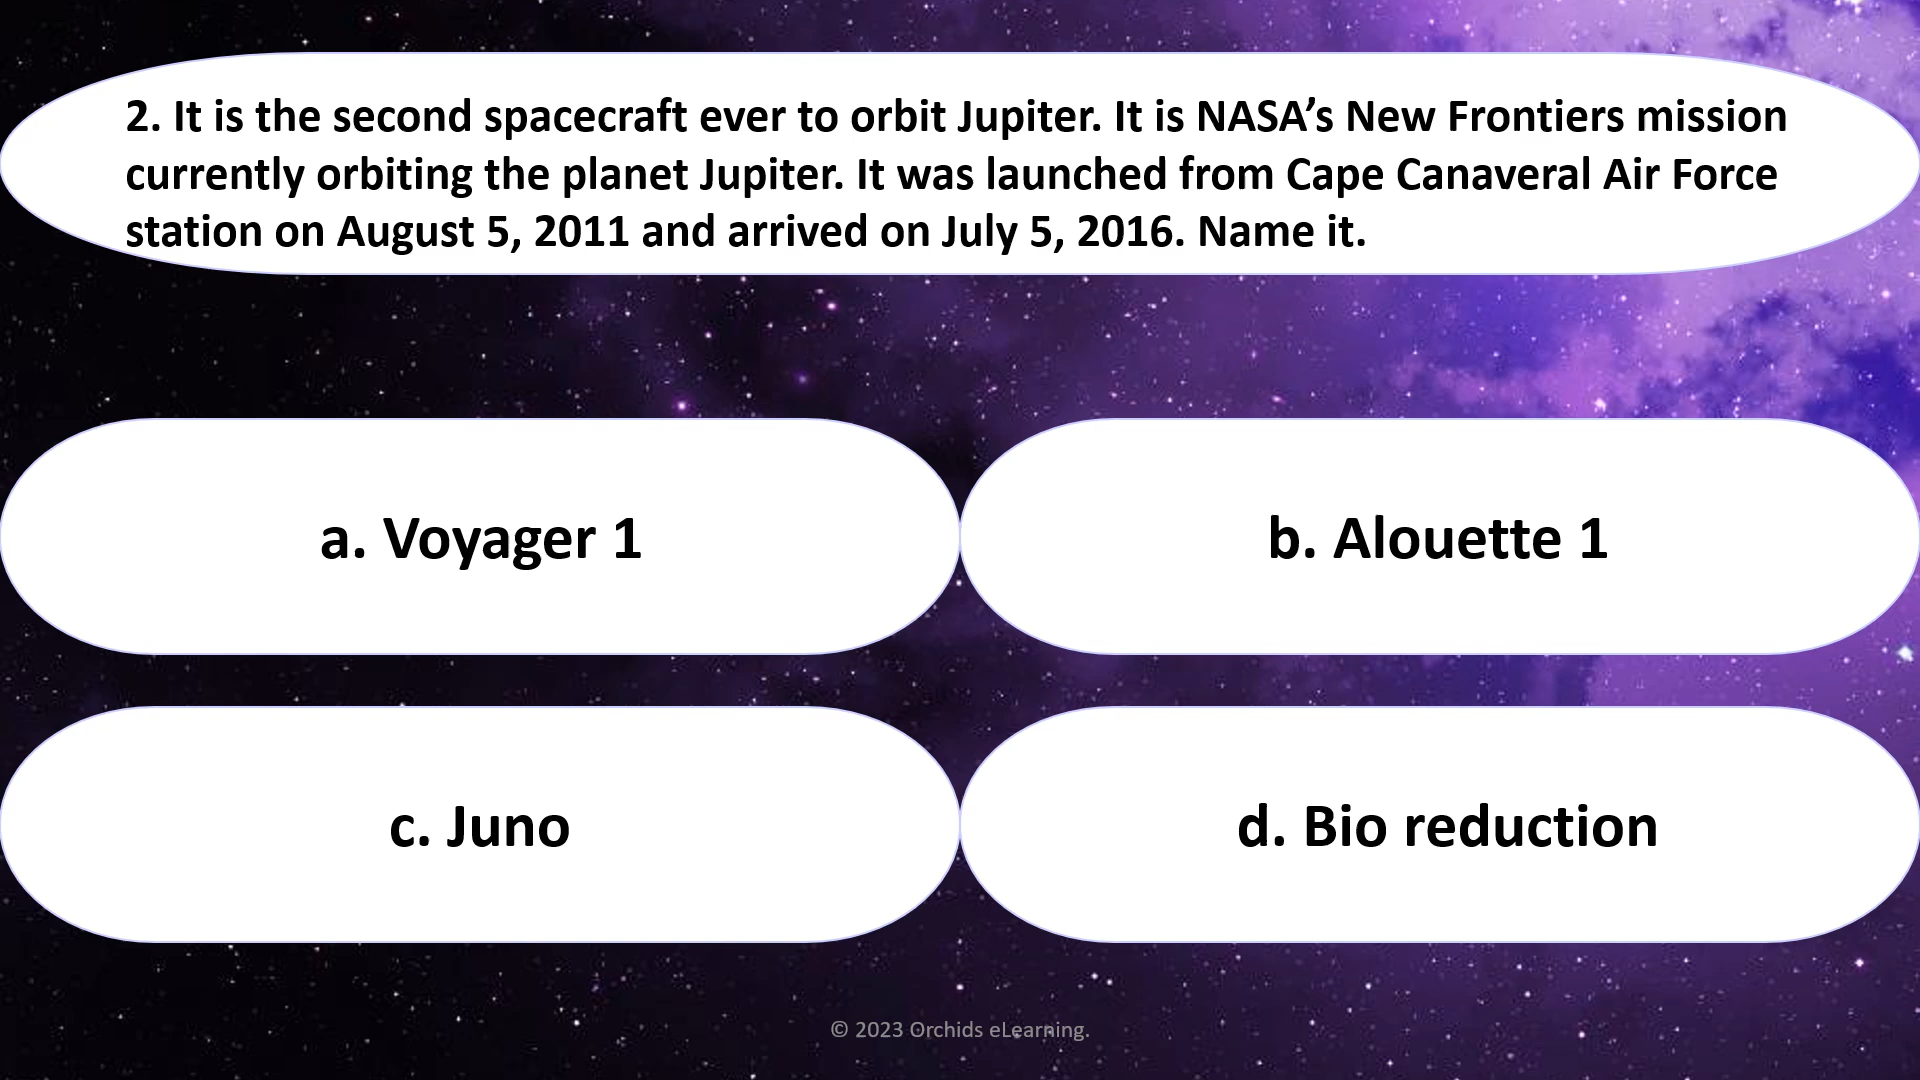 2. It is the second spacecraft ever to orbit Jupiter. It is NASA’s New Frontiers mission
currently orbiting the planet Jupiter. It was launched from Cape Canaveral Air Force
station on August 5, 2011 and arrived on July 5, 2016. Name it.
a. Voyager 1
b. Alouette 1
c. Juno
d. Bio reduction
© 2023 Orchids eLearning.